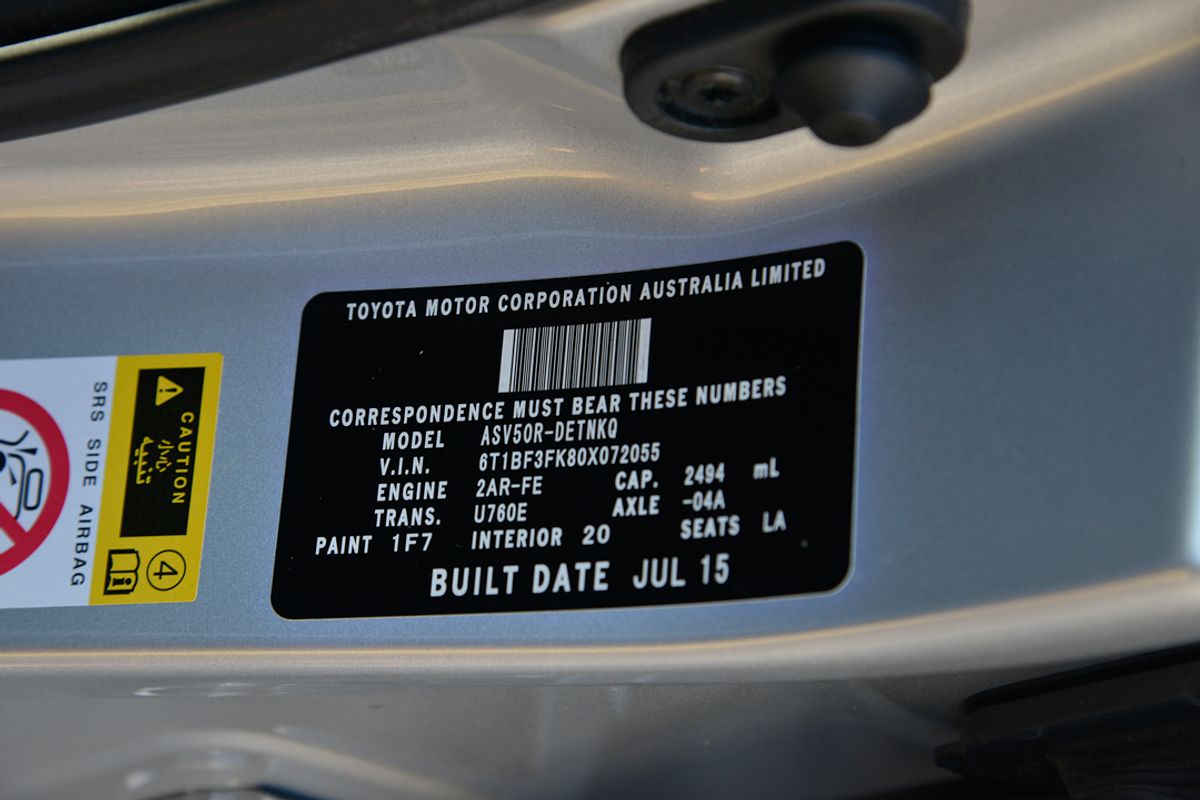 TOYOTA MOTOR CORPORATION AUSTRALIA LIMITED
CORRESPONDENCE MUST BEAR THESE NUMBERS
MODEL ASV50R-DETNKQ
V.I.N. 6T1BF3FK80X072055
ENGINE 2AR-FE CAP. 2494 mL
TRANS. U760E AXLE -04A
PAINT 1F7 INTERIOR 20 SEATS LA
BUILT DATE JUL 15
SRS SIDE AIRBAG
CAUTION
تنبيه
4